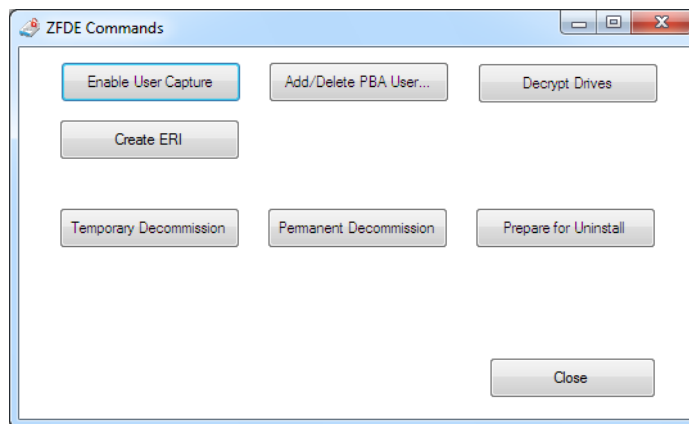 ZFDE Commands
Enable User Capture
Add/Delete PBA User...
Decrypt Drives
Create ERI
Temporary Decommission
Permanent Decommission
Prepare for Uninstall
Close